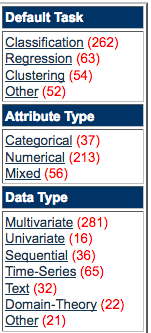 Default Task
Classification (262)
Regression (63)
Clustering (54)
Other (52)
Attribute Type
Categorical (37)
Numerical (213)
Mixed (56)
Data Type
Multivariate (281)
Univariate (16)
Sequential (36)
Time-Series (65)
Text (32)
Domain-Theory (22)
Other (21)